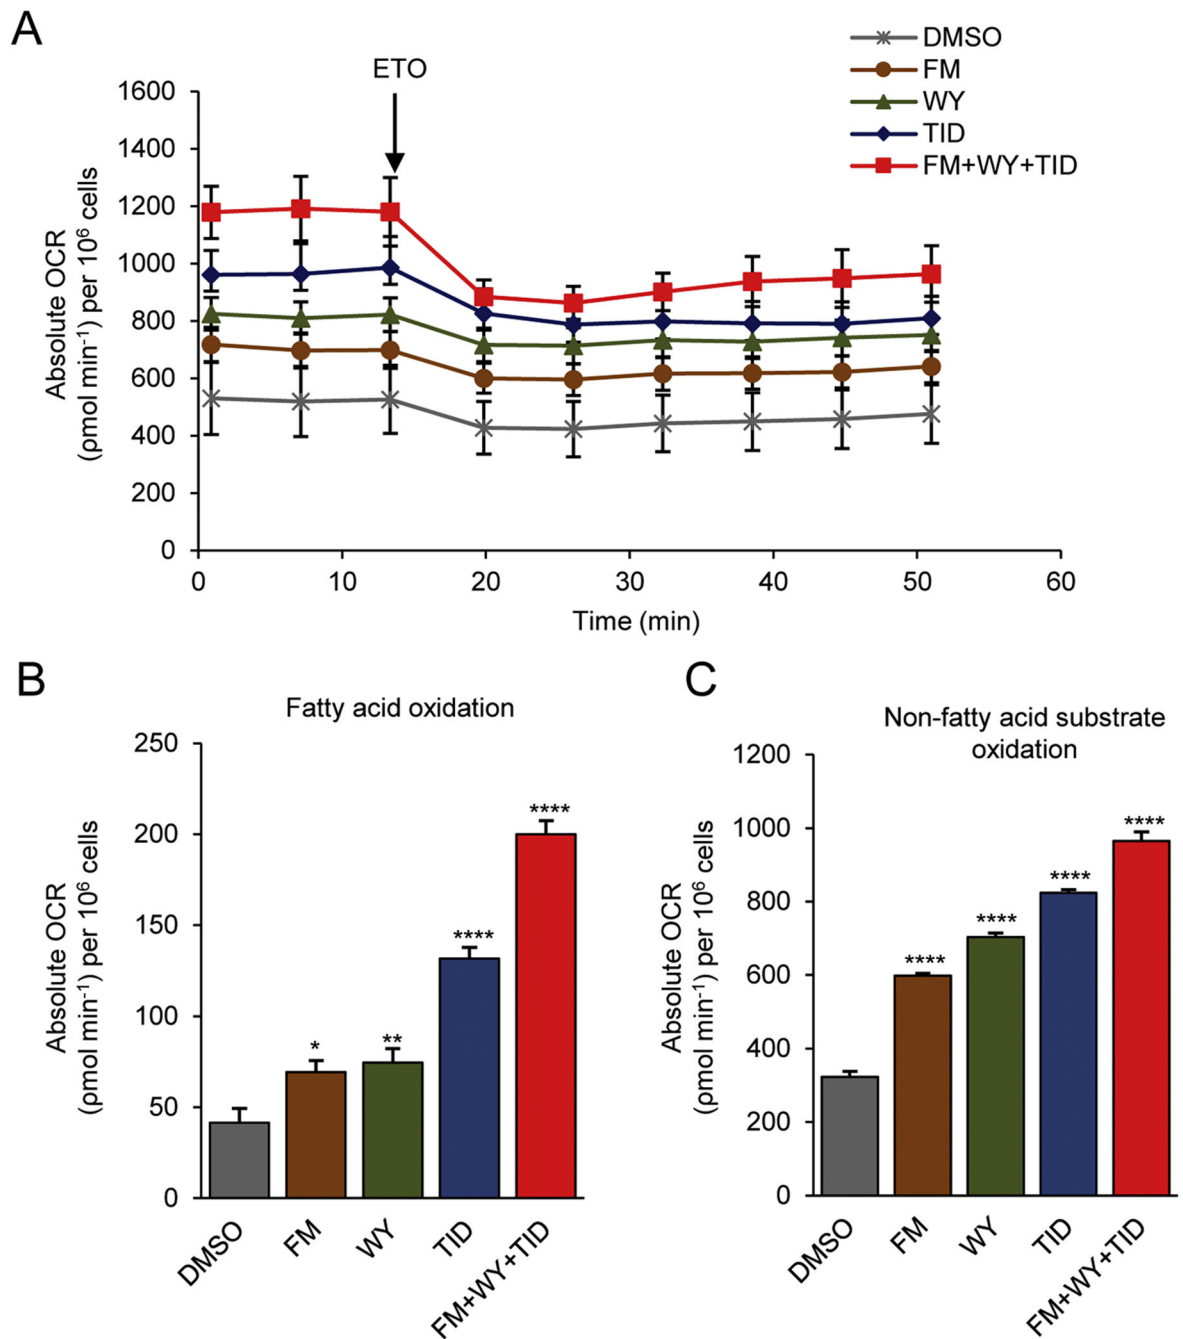 A
DMSO
FM
WY
TID
FM+WY+TID
ETO
1600
1400
1200
1000
800
600
400
200
0
Absolute OCR
(ρmol min⁻¹) per 10⁶ cells
0 10 20 30 40 50 60
Time (min)
B
Fatty acid oxidation
250
200
150
100
50
0
Absolute OCR
(ρmol min⁻¹) per 10⁶ cells
* ** **** ****
DMSO FM WY TID FM+WY+TID
C
Non-fatty acid substrate
oxidation
1200
1000
800
600
400
200
0
Absolute OCR
(ρmol min⁻¹) per 10⁶ cells
**** **** **** ****
DMSO FM WY TID FM+WY+TID